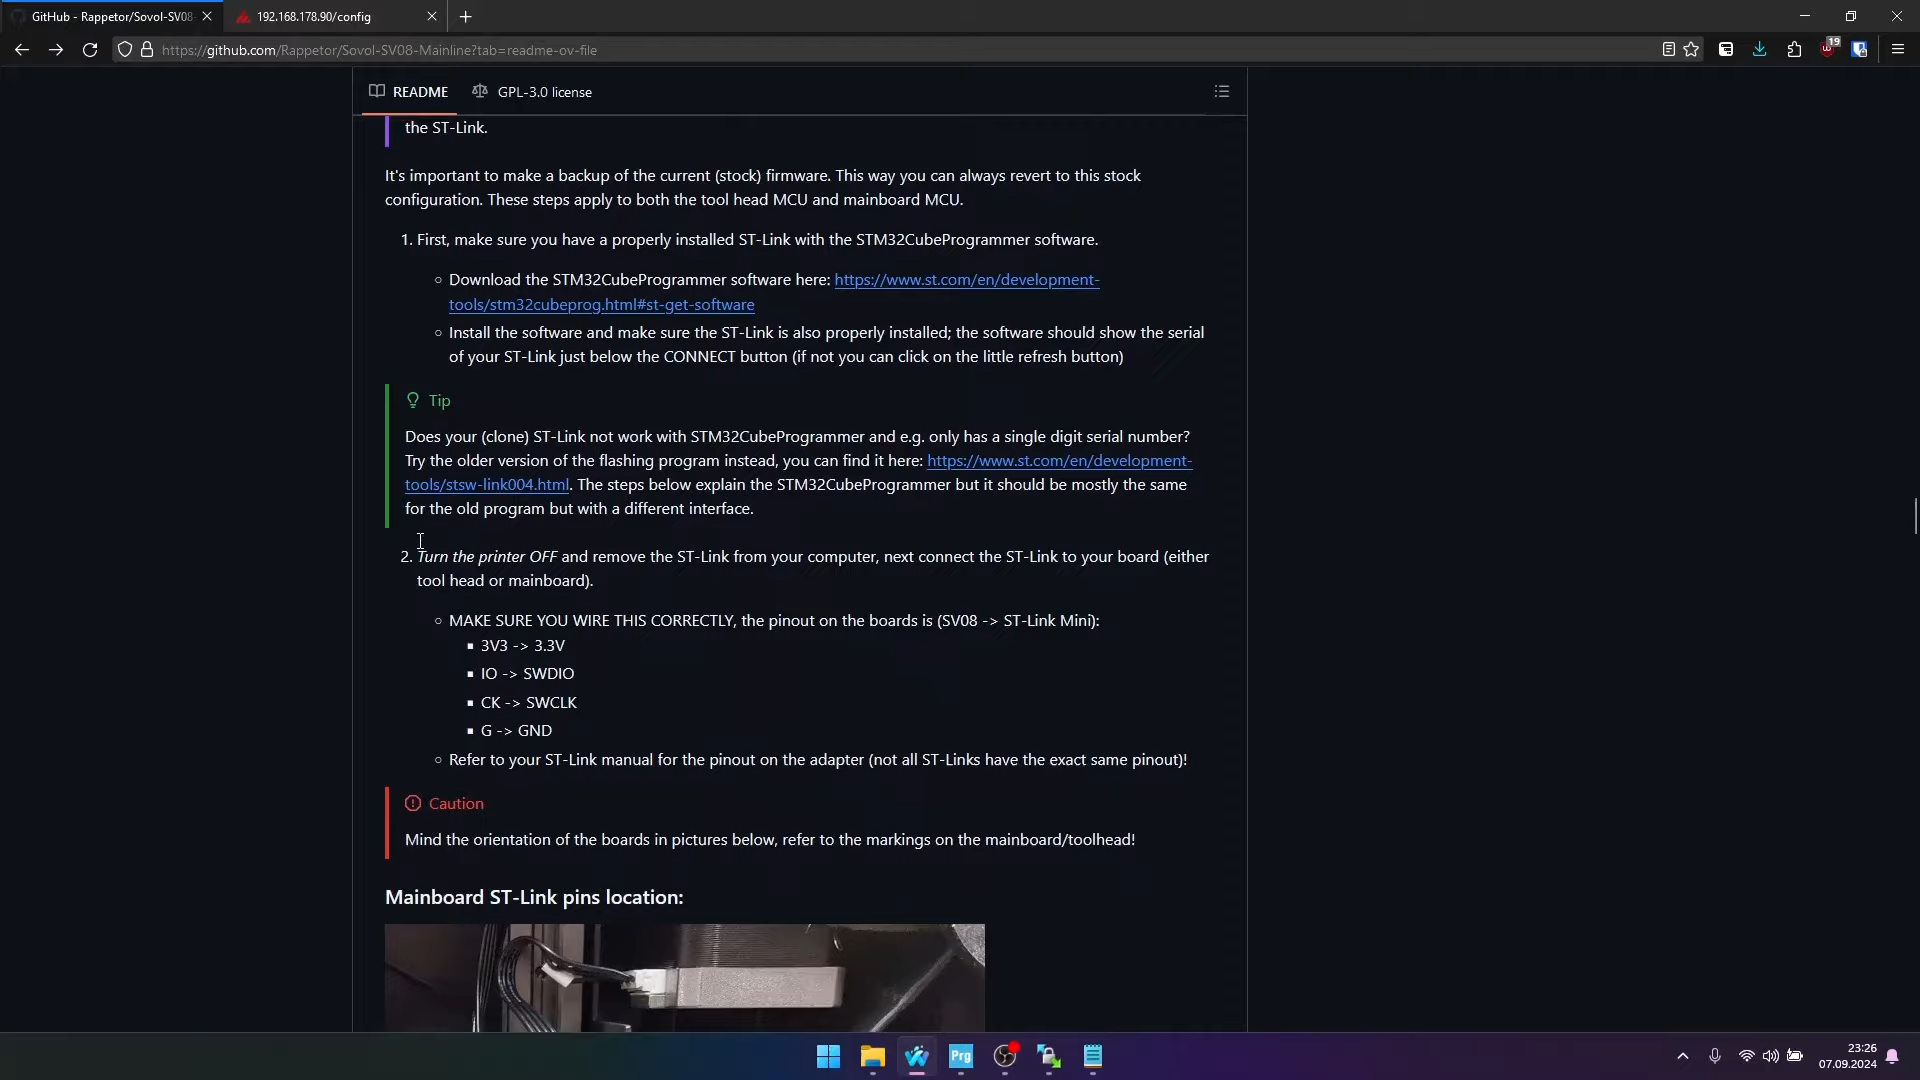 GitHub - Rappetor/Sovol-SV08-
192.168.178.90/config
https://github.com/Rappetor/Sovol-SV08-Mainline?tab=readme-ov-file
19
README
GPL-3.0 license
the ST-Link.
It's important to make a backup of the current (stock) firmware. This way you can always revert to this stock
configuration. These steps apply to both the tool head MCU and mainboard MCU.
1. First, make sure you have a properly installed ST-Link with the STM32CubeProgrammer software.
Download the STM32CubeProgrammer software here: https://www.st.com/en/development-
tools/stm32cubeprog.html#st-get-software
Install the software and make sure the ST-Link is also properly installed; the software should show the serial
of your ST-Link just below the CONNECT button (if not you can click on the little refresh button)
Tip
Does your (clone) ST-Link not work with STM32CubeProgrammer and e.g. only has a single digit serial number?
Try the older version of the flashing program instead, you can find it here: https://www.st.com/en/development-
tools/stsw-link004.html. The steps below explain the STM32CubeProgrammer but it should be mostly the same
for the old program but with a different interface.
2. Turn the printer OFF and remove the ST-Link from your computer, next connect the ST-Link to your board (either
tool head or mainboard).
MAKE SURE YOU WIRE THIS CORRECTLY, the pinout on the boards is (SV08 -> ST-Link Mini):
3V3 -> 3.3V
IO -> SWDIO
CK -> SWCLK
G -> GND
Refer to your ST-Link manual for the pinout on the adapter (not all ST-Links have the exact same pinout)!
Caution
Mind the orientation of the boards in pictures below, refer to the markings on the mainboard/toolhead!
Mainboard ST-Link pins location:
Prg
23:26
07.09.2024